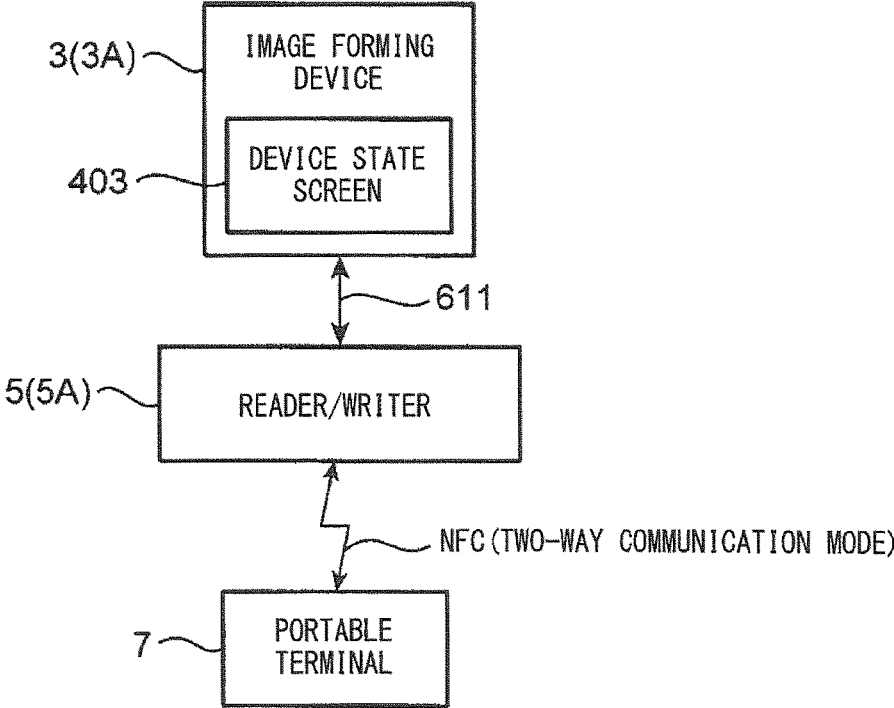 3(3A)
IMAGE FORMING
DEVICE
403
DEVICE STATE
SCREEN
611
5(5A)
READER/WRITER
NFC(TWO-WAY COMMUNICATION MODE)
7
PORTABLE
TERMINAL